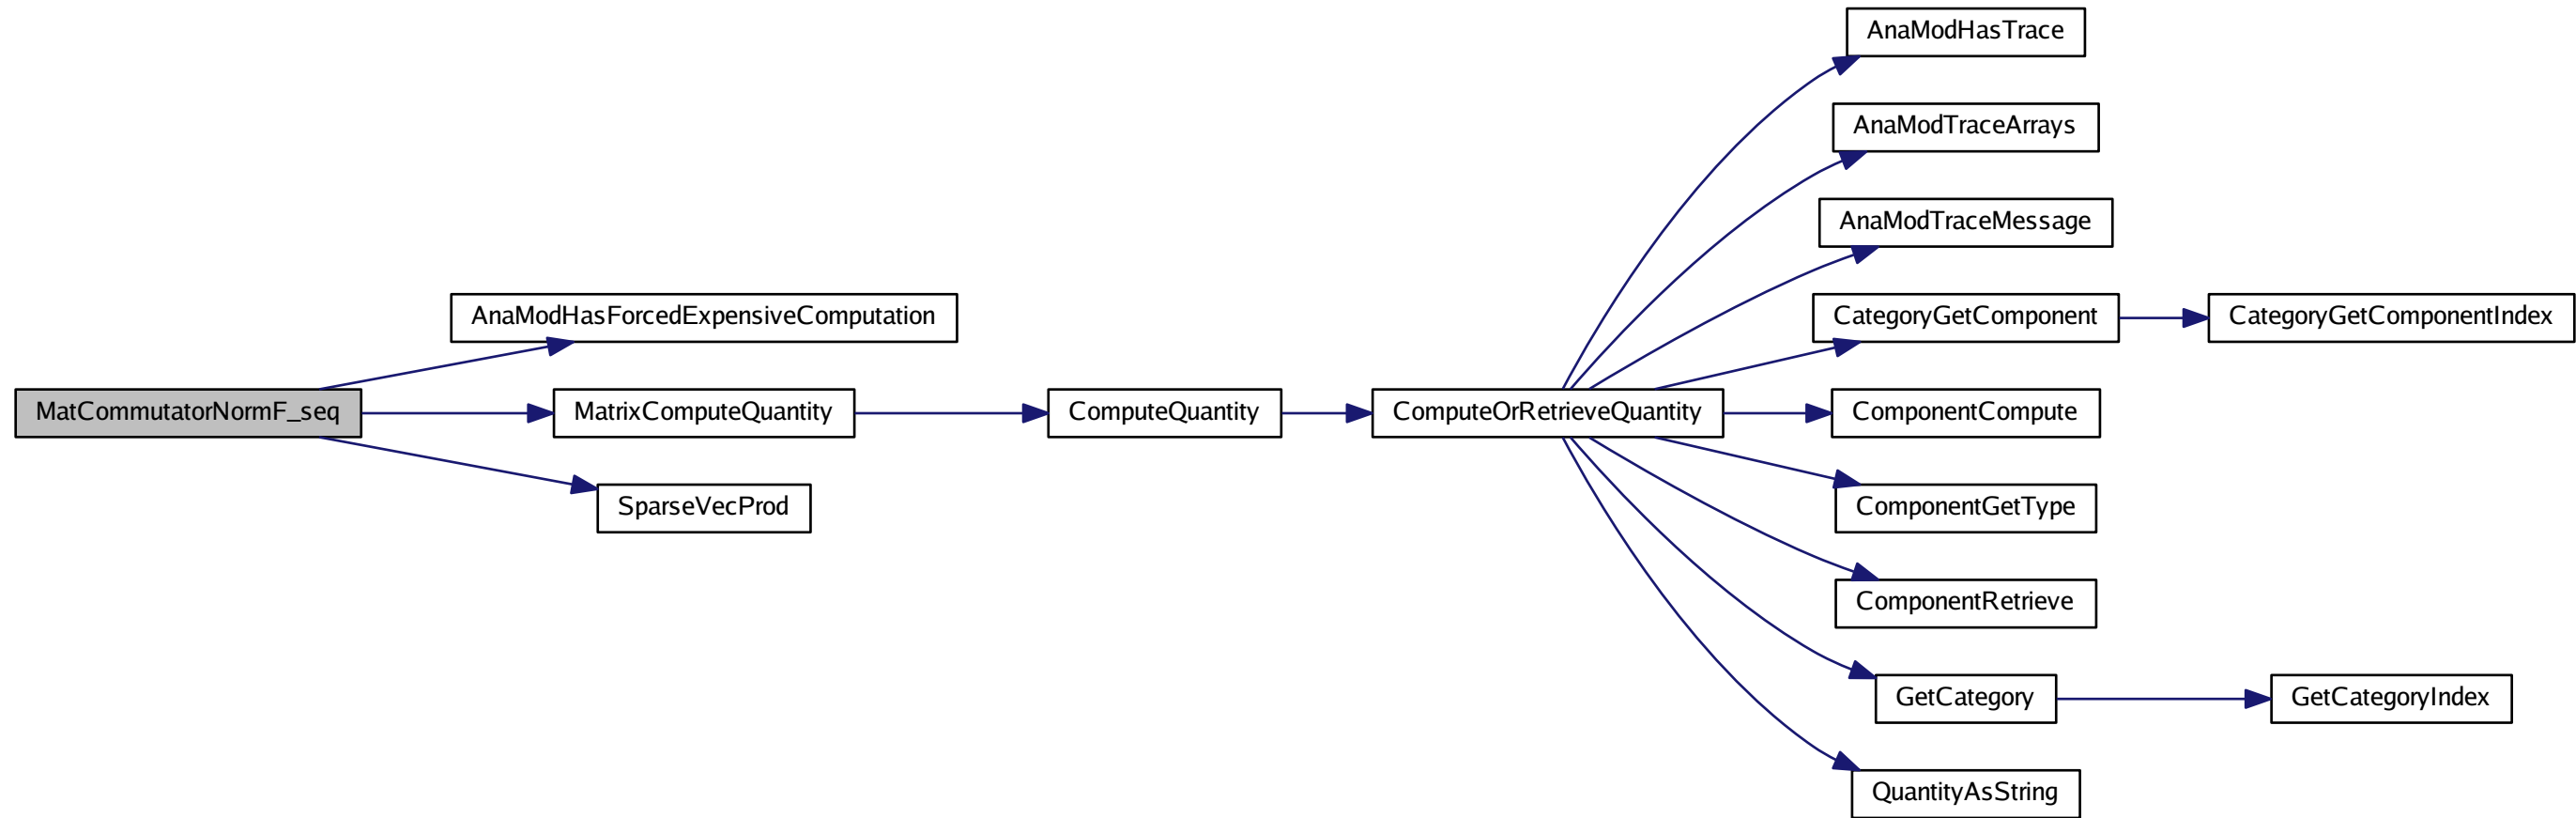 AnaModHasTrace
AnaModTraceArrays
AnaModTraceMessage
AnaModHasForcedExpensiveComputation
CategoryGetComponent
CategoryGetComponentIndex
MatCommutatorNormF_seq
MatrixComputeQuantity
ComputeQuantity
ComputeOrRetrieveQuantity
ComponentCompute
SparseVecProd
ComponentGetType
ComponentRetrieve
GetCategory
GetCategoryIndex
QuantityAsString